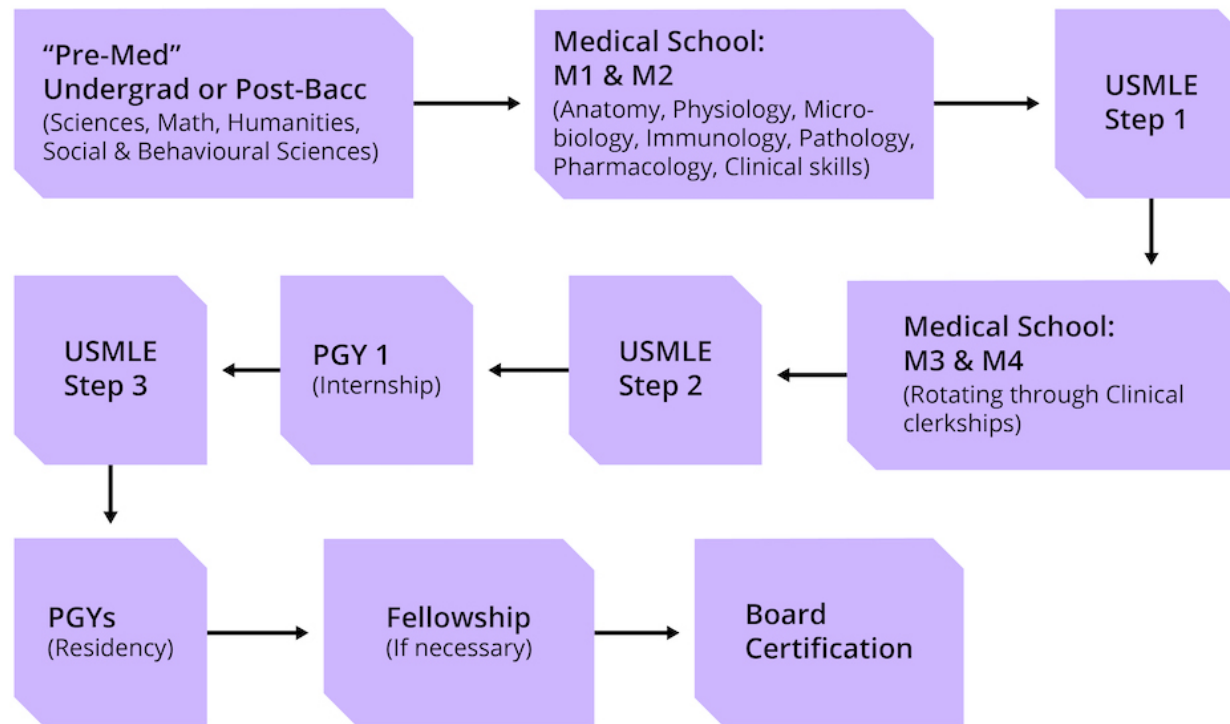 “Pre-Med”
Undergrad or Post-Bacc
(Sciences, Math, Humanities,
Social & Behavioural Sciences)
Medical School:
M1 & M2
(Anatomy, Physiology, Micro-
biology, Immunology, Pathology,
Pharmacology, Clinical skills)
USMLE
Step 1
Medical School:
M3 & M4
(Rotating through Clinical
clerkships)
USMLE
Step 2
PGY 1
(Internship)
USMLE
Step 3
PGYs
(Residency)
Fellowship
(If necessary)
Board
Certification